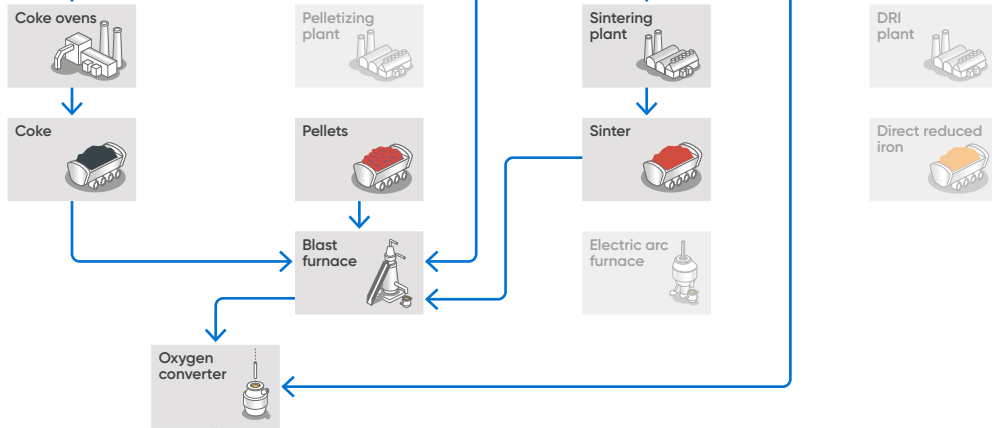 Coke ovens
Pelletizing
plant
Sintering
plant
DRI
plant
Coke
Pellets
Sinter
Direct reduced
iron
Blast
furnace
Electric arc
furnace
Oxygen
converter